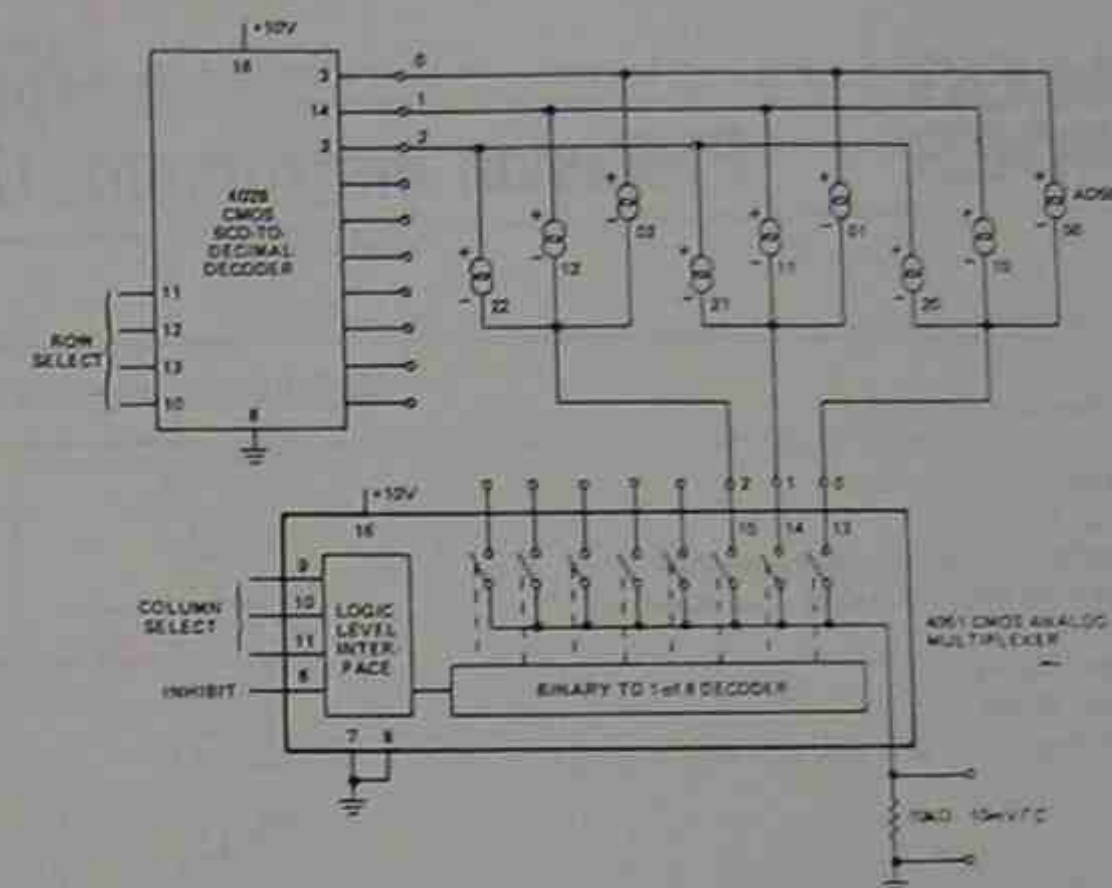 +10V
16
3
0
14
1
2
4028
CMOS
BCD-TO-
DECIMAL
DECODER
ROW
SELECT
11
12
13
10
8
22
12
02
21
11
01
20
10
+10V
16
2
1
0
15
14
13
COLUMN
SELECT
INHIBIT
9
10
11
6
LOGIC
LEVEL
INTER-
FACE
BINARY TO 1 of 8 DECODER
4051 CMOS ANALOG
MULTIPLEXER
7
8
10kΩ 10mV/°C